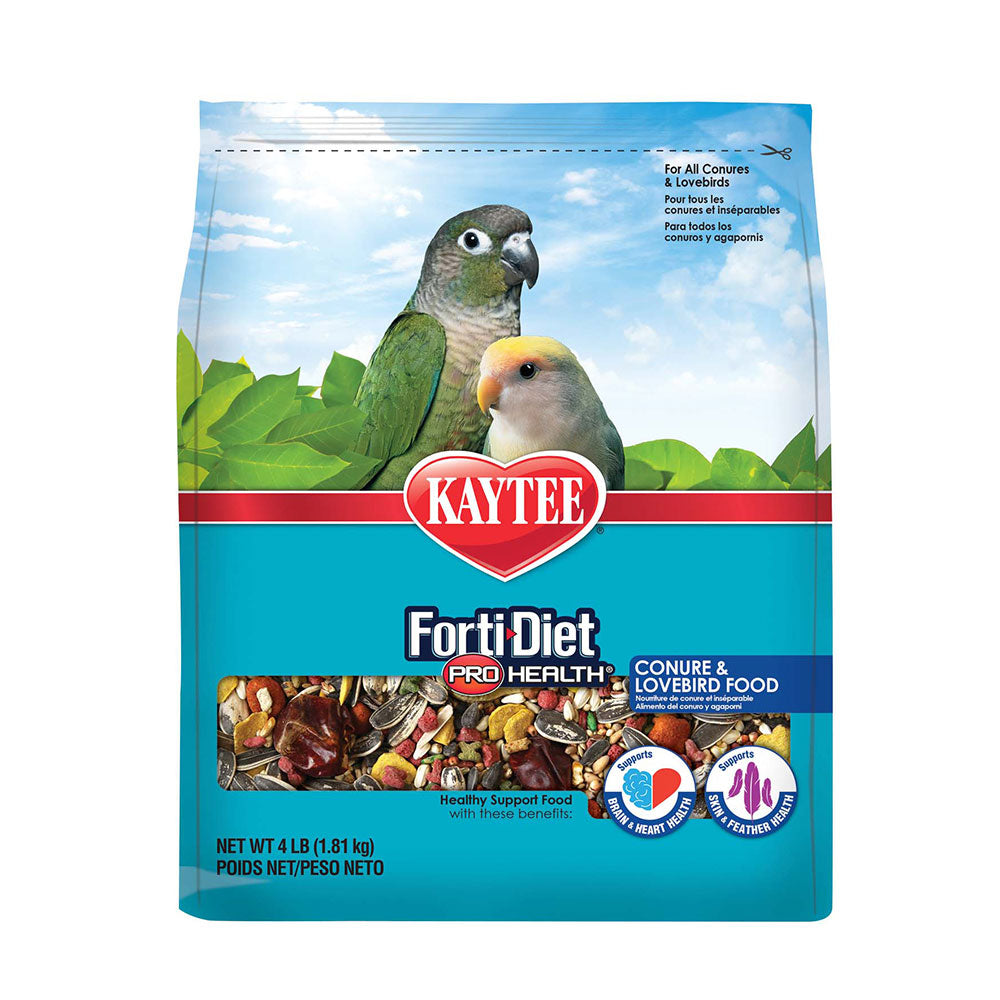 For All Conures
& Lovebirds
Pour tous les
conures et inséparables
Para todos los
conuros y agapornis
KAYTEE®
Forti Diet
PRO HEALTH®
CONURE &
LOVEBIRD FOOD
Nourriture de conure et inséparable
Alimento del conuro y agaporni
Healthy Support Food
with these benefits:
Supports
BRAIN & HEART HEALTH
Supports
SKIN & FEATHER HEALTH
NET WT 4 LB (1.81 kg)
POIDS NET/PESO NETO